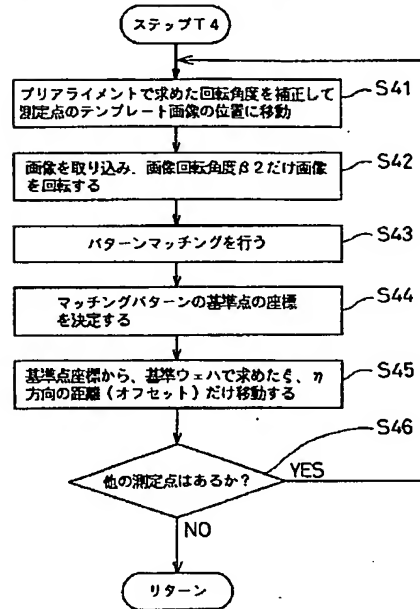 ステップT4
プリアライメントで求めた回転角度を補正して
測定点のテンプレート画像の位置に移動
S41
画像を取り込み、画像回転角度β2だけ画像
を回転する
S42
パターンマッチングを行う
S43
マッチングパターンの基準点の座標
を決定する
S44
基準点座標から、基準ウェハで求めたξ、η
方向の距離(オフセット)だけ移動する
S45
S46
他の測定点はあるか?
YES
NO
リターン